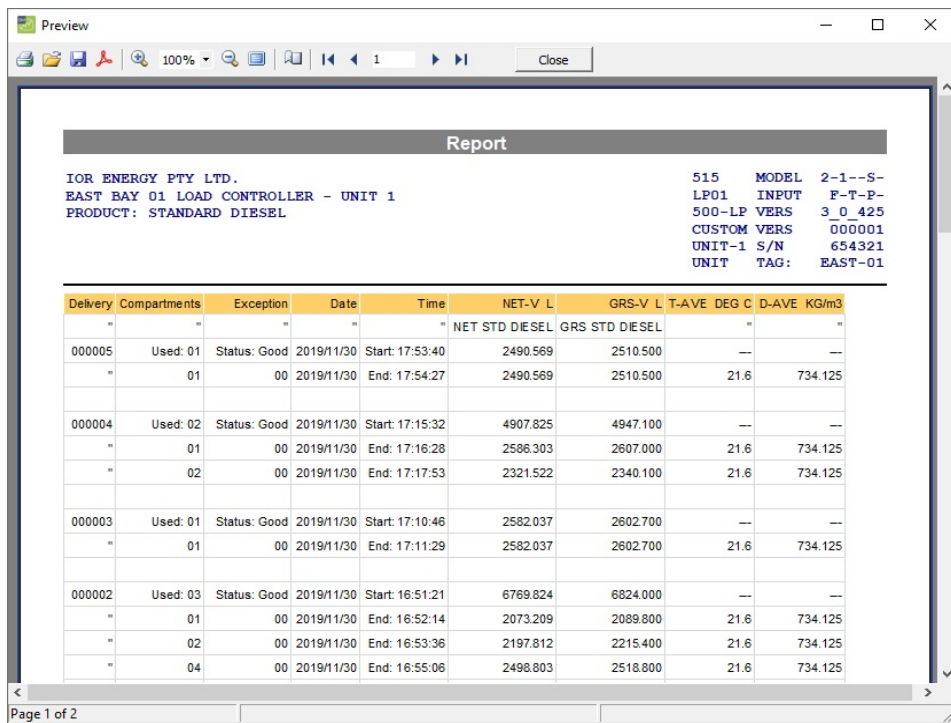 Preview
100% 1 Close
Report
IOR ENERGY PTY LTD.
EAST BAY 01 LOAD CONTROLLER - UNIT 1
PRODUCT: STANDARD DIESEL
515 MODEL 2-1--S-
LP01 INPUT F-T-P-
500-LP VERS 3_0_425
CUSTOM VERS 000001
UNIT-1 S/N 654321
UNIT TAG: EAST-01
Delivery Compartments Exception Date Time NET-V L GRS-V L T-AVE DEG C D-AVE KG/m3
" " " " " NET STD DIESEL GRS STD DIESEL " "
000005 Used: 01 Status: Good 2019/11/30 Start: 17:53:40 2490.569 2510.500 --- ---
" 01 00 2019/11/30 End: 17:54:27 2490.569 2510.500 21.6 734.125
000004 Used: 02 Status: Good 2019/11/30 Start: 17:15:32 4907.825 4947.100 --- ---
" 01 00 2019/11/30 End: 17:16:28 2586.303 2607.000 21.6 734.125
" 02 00 2019/11/30 End: 17:17:53 2321.522 2340.100 21.6 734.125
000003 Used: 01 Status: Good 2019/11/30 Start: 17:10:46 2582.037 2602.700 --- ---
" 01 00 2019/11/30 End: 17:11:29 2582.037 2602.700 21.6 734.125
000002 Used: 03 Status: Good 2019/11/30 Start: 16:51:21 6769.824 6824.000 --- ---
" 01 00 2019/11/30 End: 16:52:14 2073.209 2089.800 21.6 734.125
" 02 00 2019/11/30 End: 16:53:36 2197.812 2215.400 21.6 734.125
" 04 00 2019/11/30 End: 16:55:06 2498.803 2518.800 21.6 734.125
Page 1 of 2